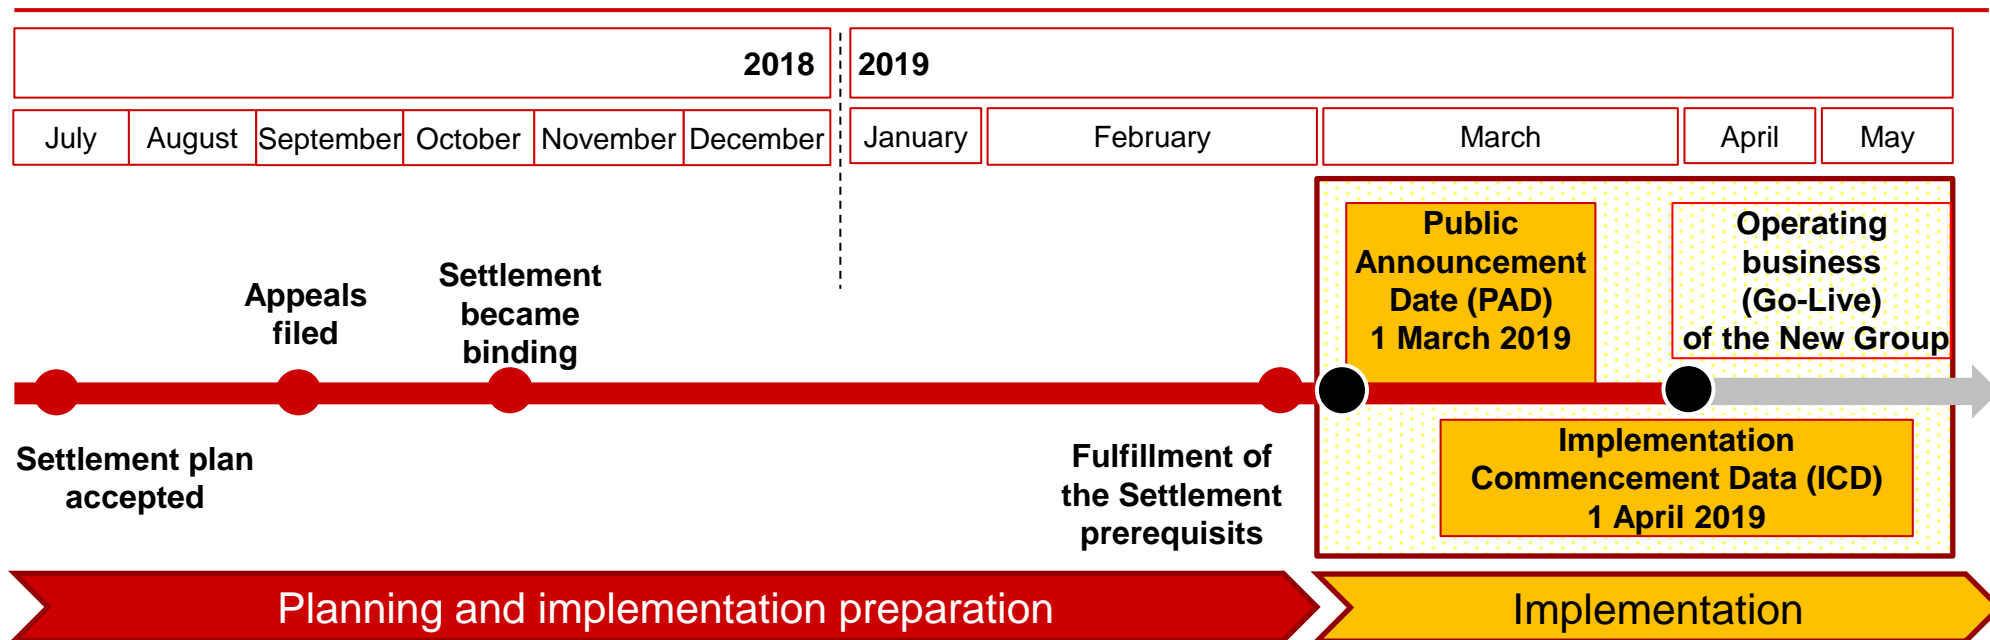 2018
2019
July
August
September
October
November
December
January
February
March
April
May
Public
Announcement
Date (PAD)
1 March 2019
Operating
business
(Go-Live)
of the New Group
Appeals
filed
Settlement
became
binding
Settlement plan
accepted
Fulfillment of
the Settlement
prerequisits
Implementation
Commencement Data (ICD)
1 April 2019
Planning and implementation preparation
Implementation